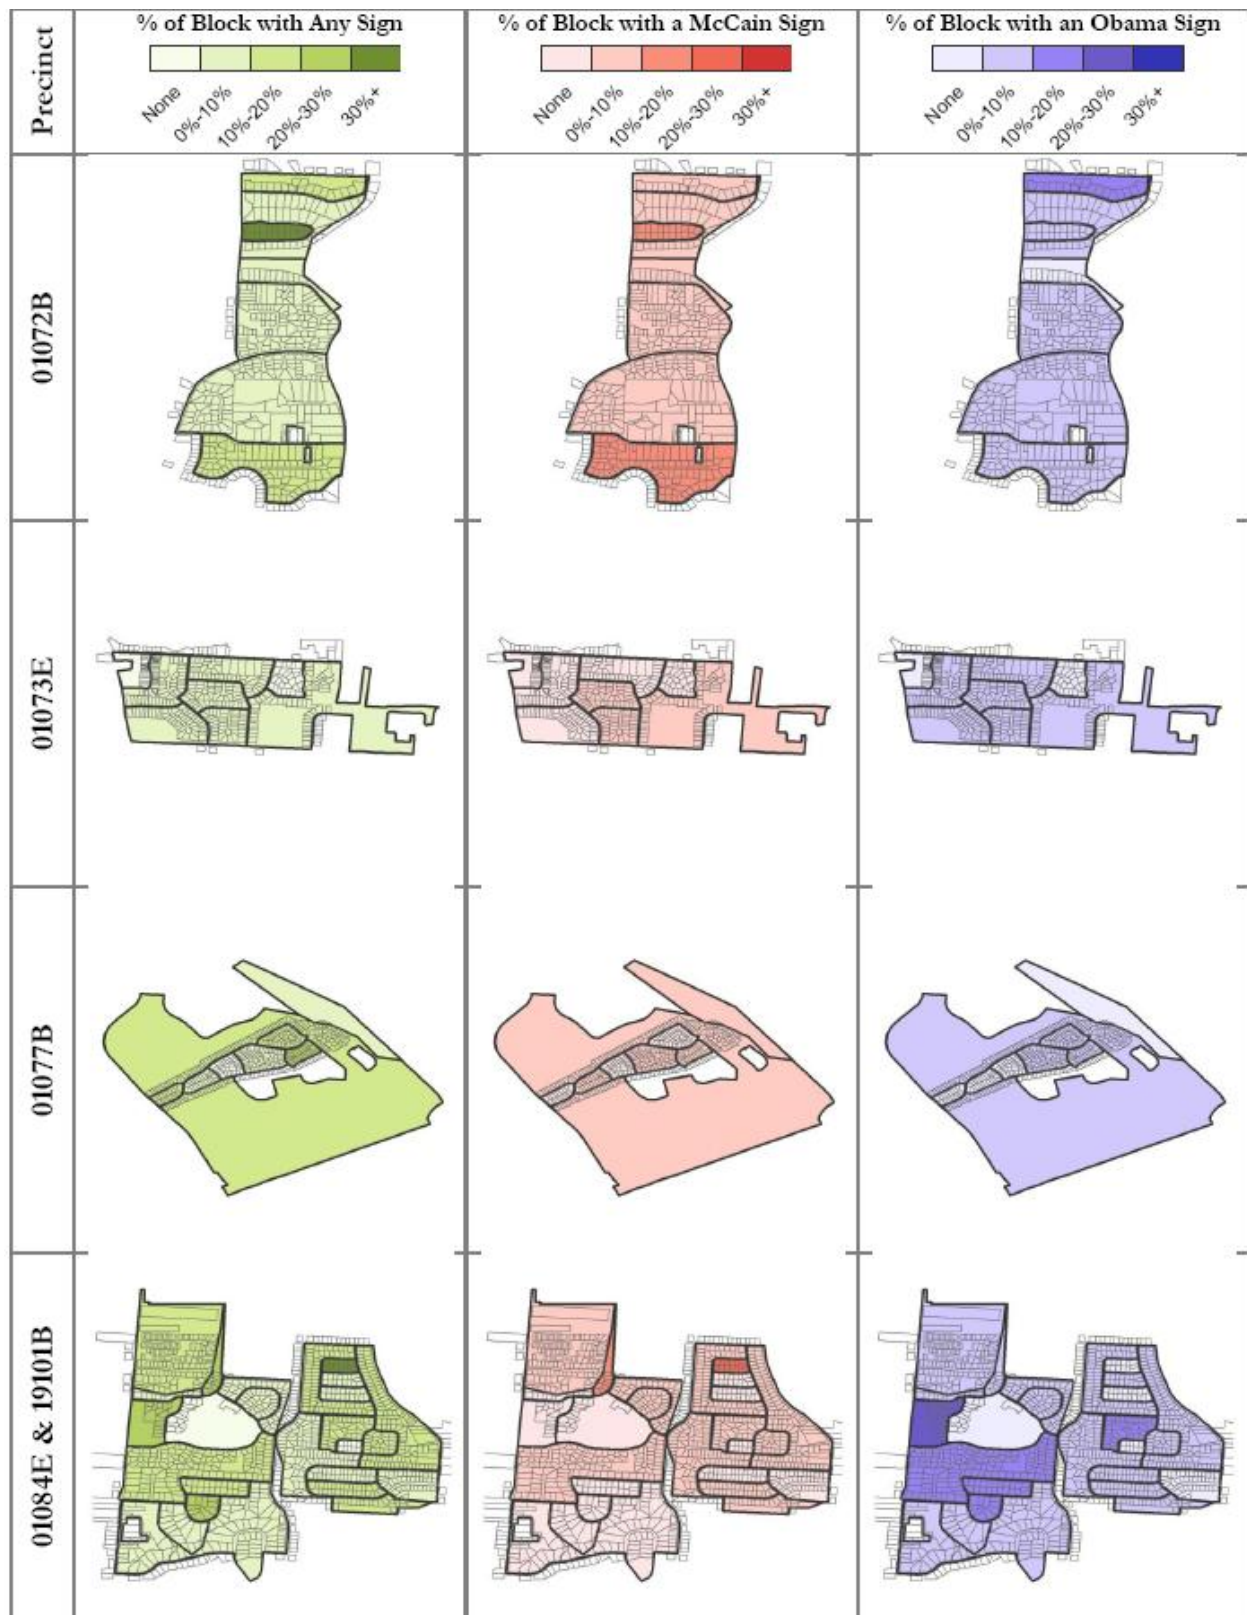 Precinct
% of Block with Any Sign
None
0%-10%
10%-20%
20%-30%
30%+
% of Block with a McCain Sign
None
0%-10%
10%-20%
20%-30%
30%+
% of Block with an Obama Sign
None
0%-10%
10%-20%
20%-30%
30%+
01072B
01073E
01077B
01084E & 19101B